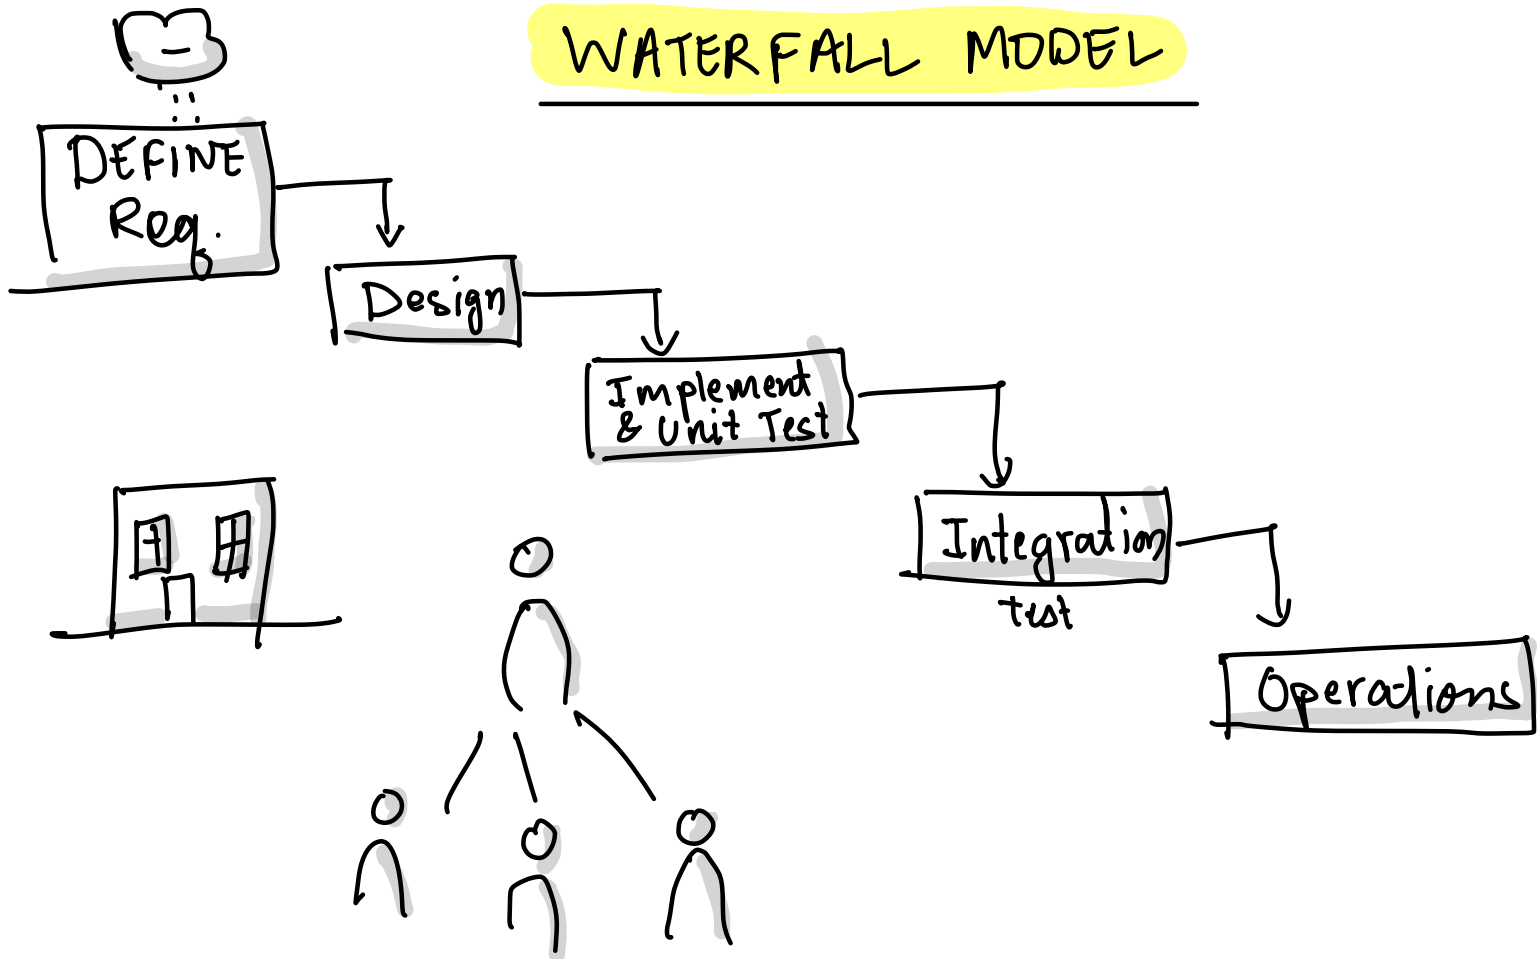 WATERFALL MODEL
DEFINE
Req.
Design
Implement
& Unit Test
Integration
Test
Operations